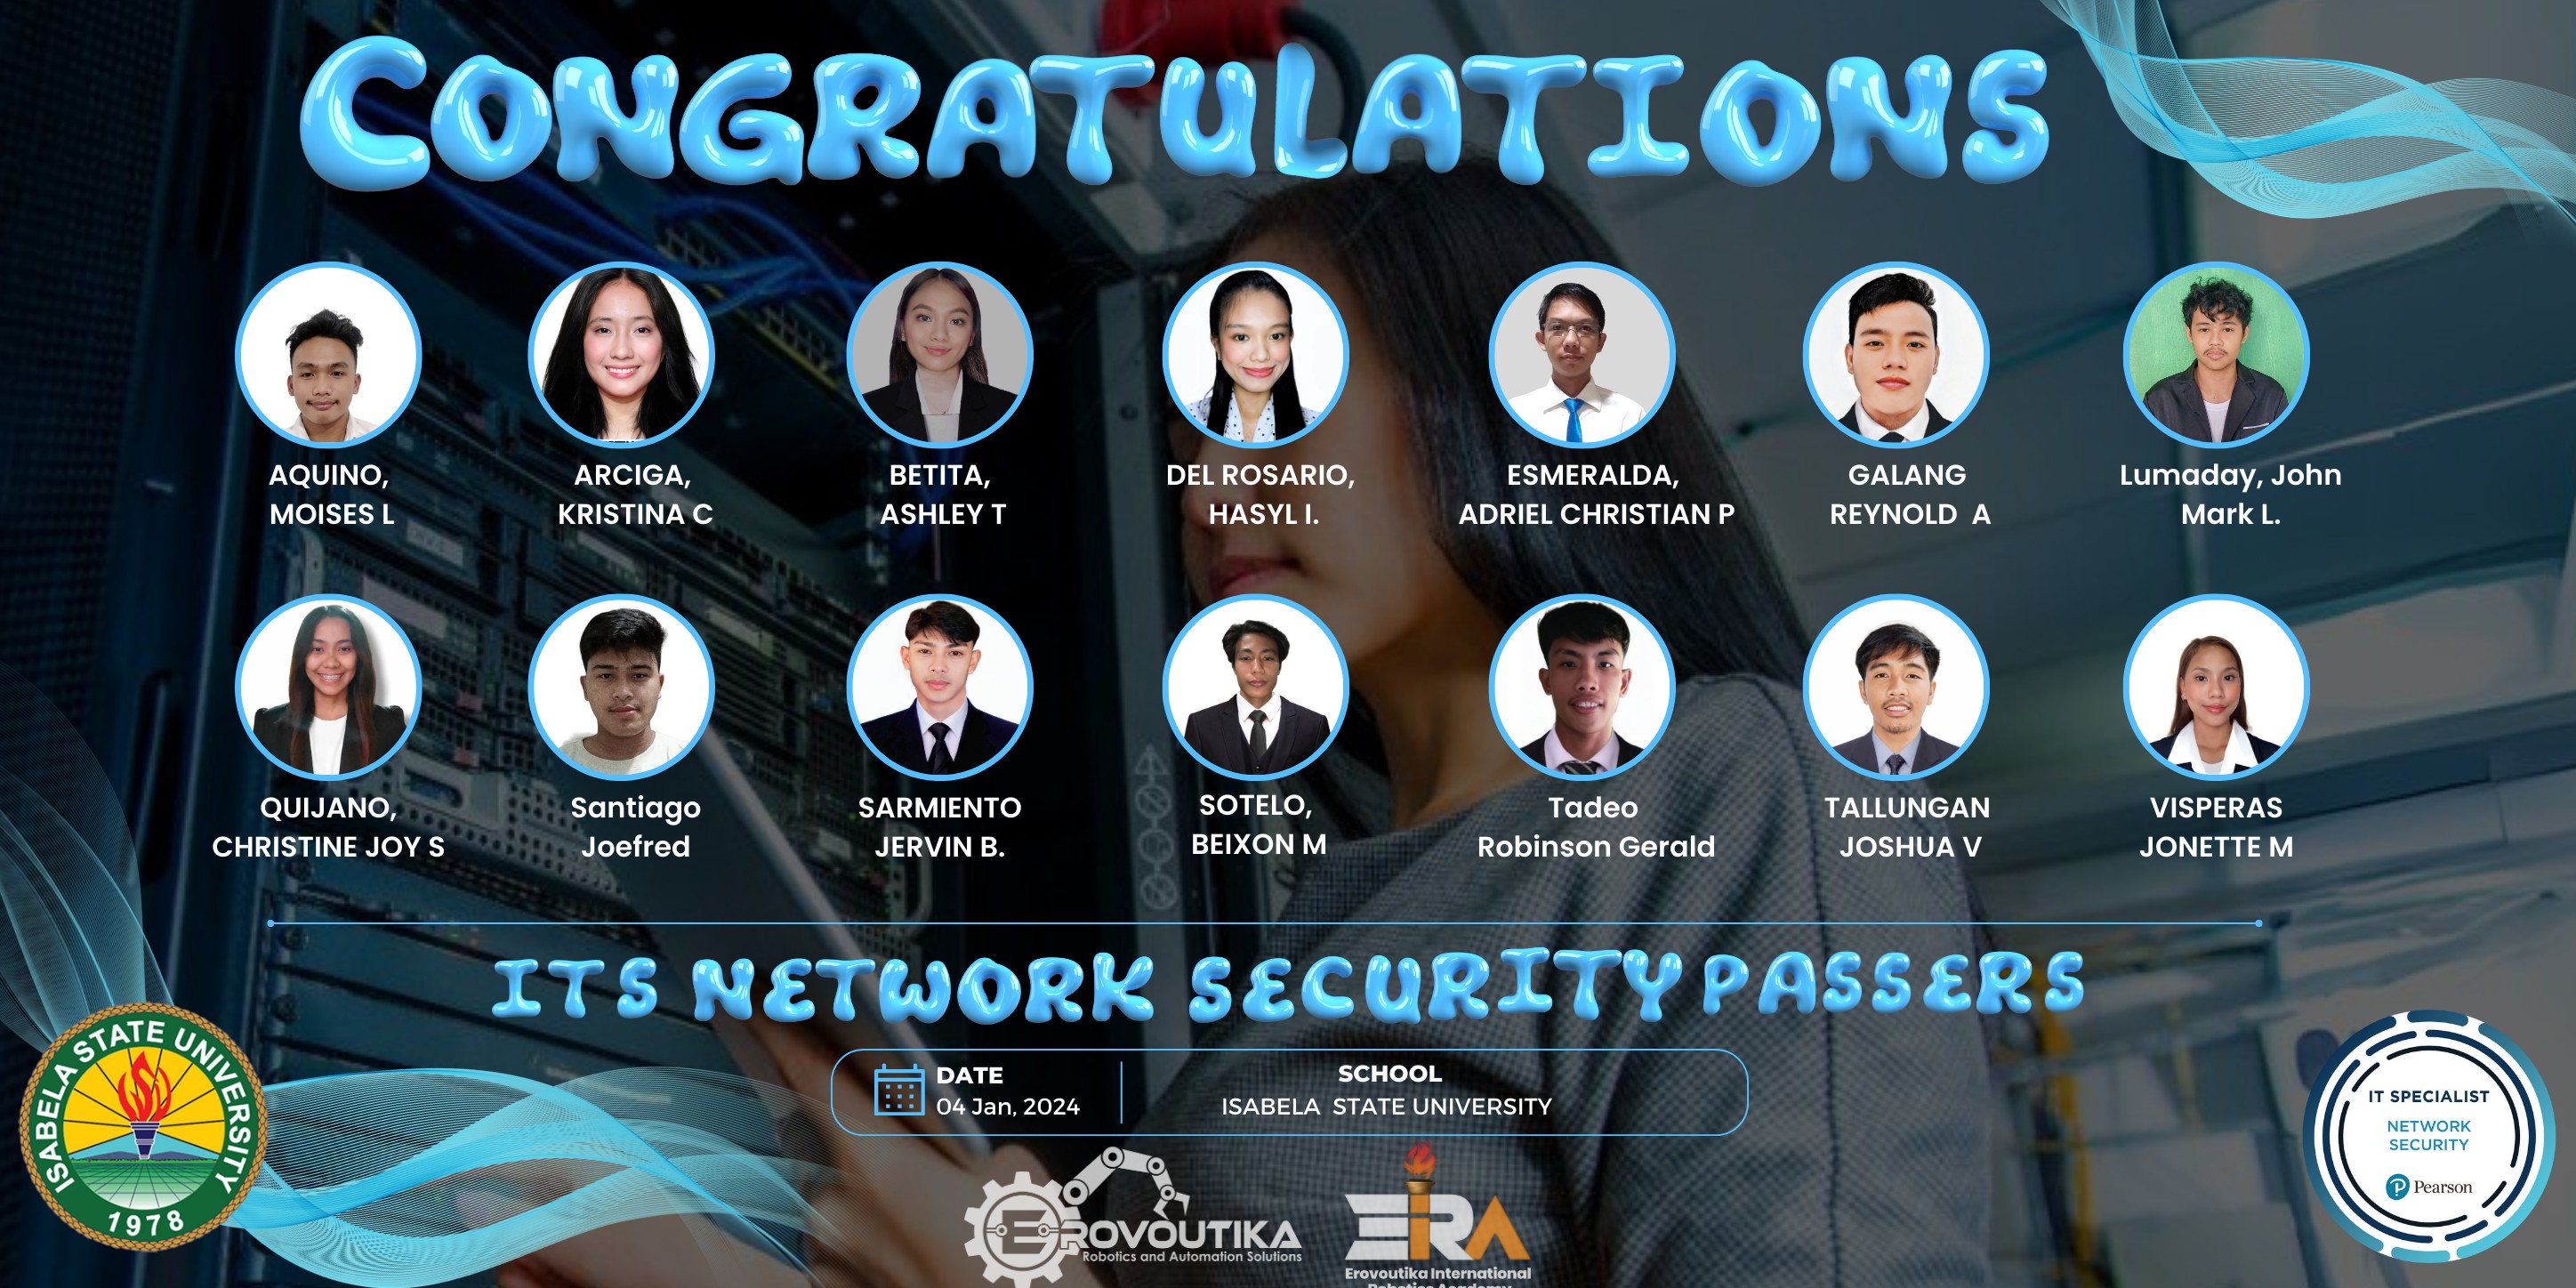 CONGRATULATIONS
AQUINO,
MOISES L
ARCIGA,
KRISTINA C
BETITA,
ASHLEY T
DEL ROSARIO,
HASYL I.
ESMERALDA,
ADRIEL CHRISTIAN P
GALANG
REYNOLD A
Lumaday, John
Mark L.
QUIJANO,
CHRISTINE JOY S
Santiago
Joefred
SARMIENTO
JERVIN B.
SOTELO,
BEIXON M
Tadeo
Robinson Gerald
TALLUNGAN
JOSHUA V
VISPERAS
JONETTE M
ITS NETWORK SECURITY PASSERS
DATE
04 Jan, 2024
SCHOOL
ISABELA STATE UNIVERSITY
ISABELA STATE UNIVERSITY
1978
EROVOUTIKA
Robotics and Automation Solutions
ERA
Erovoutika International
Robotics Academy
IT SPECIALIST
NETWORK
SECURITY
Pearson